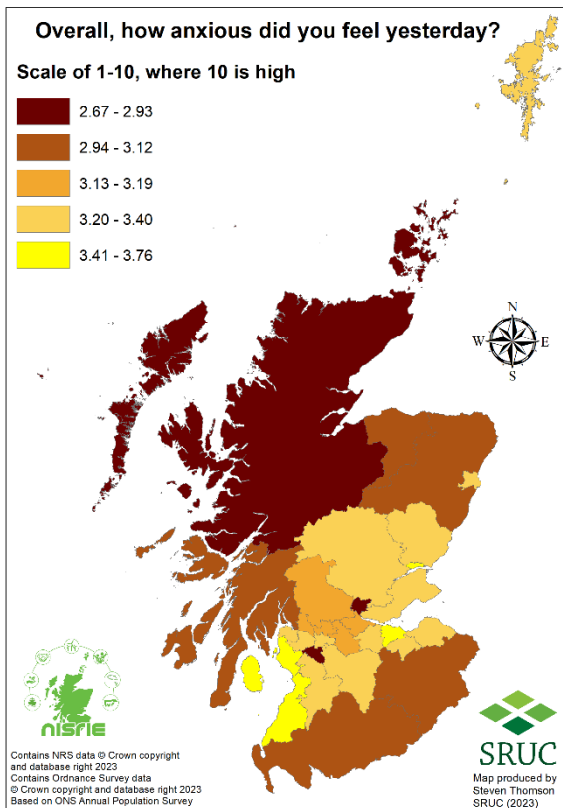 Overall, how anxious did you feel yesterday?
Scale of 1-10, where 10 is high
2.67 - 2.93
2.94 - 3.12
3.13 - 3.19
3.20 - 3.40
3.41 - 3.76
N
W E
S
nisrie
SRUC
Contains NRS data © Crown copyright
and database right 2023
Contains Ordnance Survey data
© Crown copyright and database right 2023
Based on ONS Annual Population Survey
Map produced by
Steven Thomson
SRUC (2023)